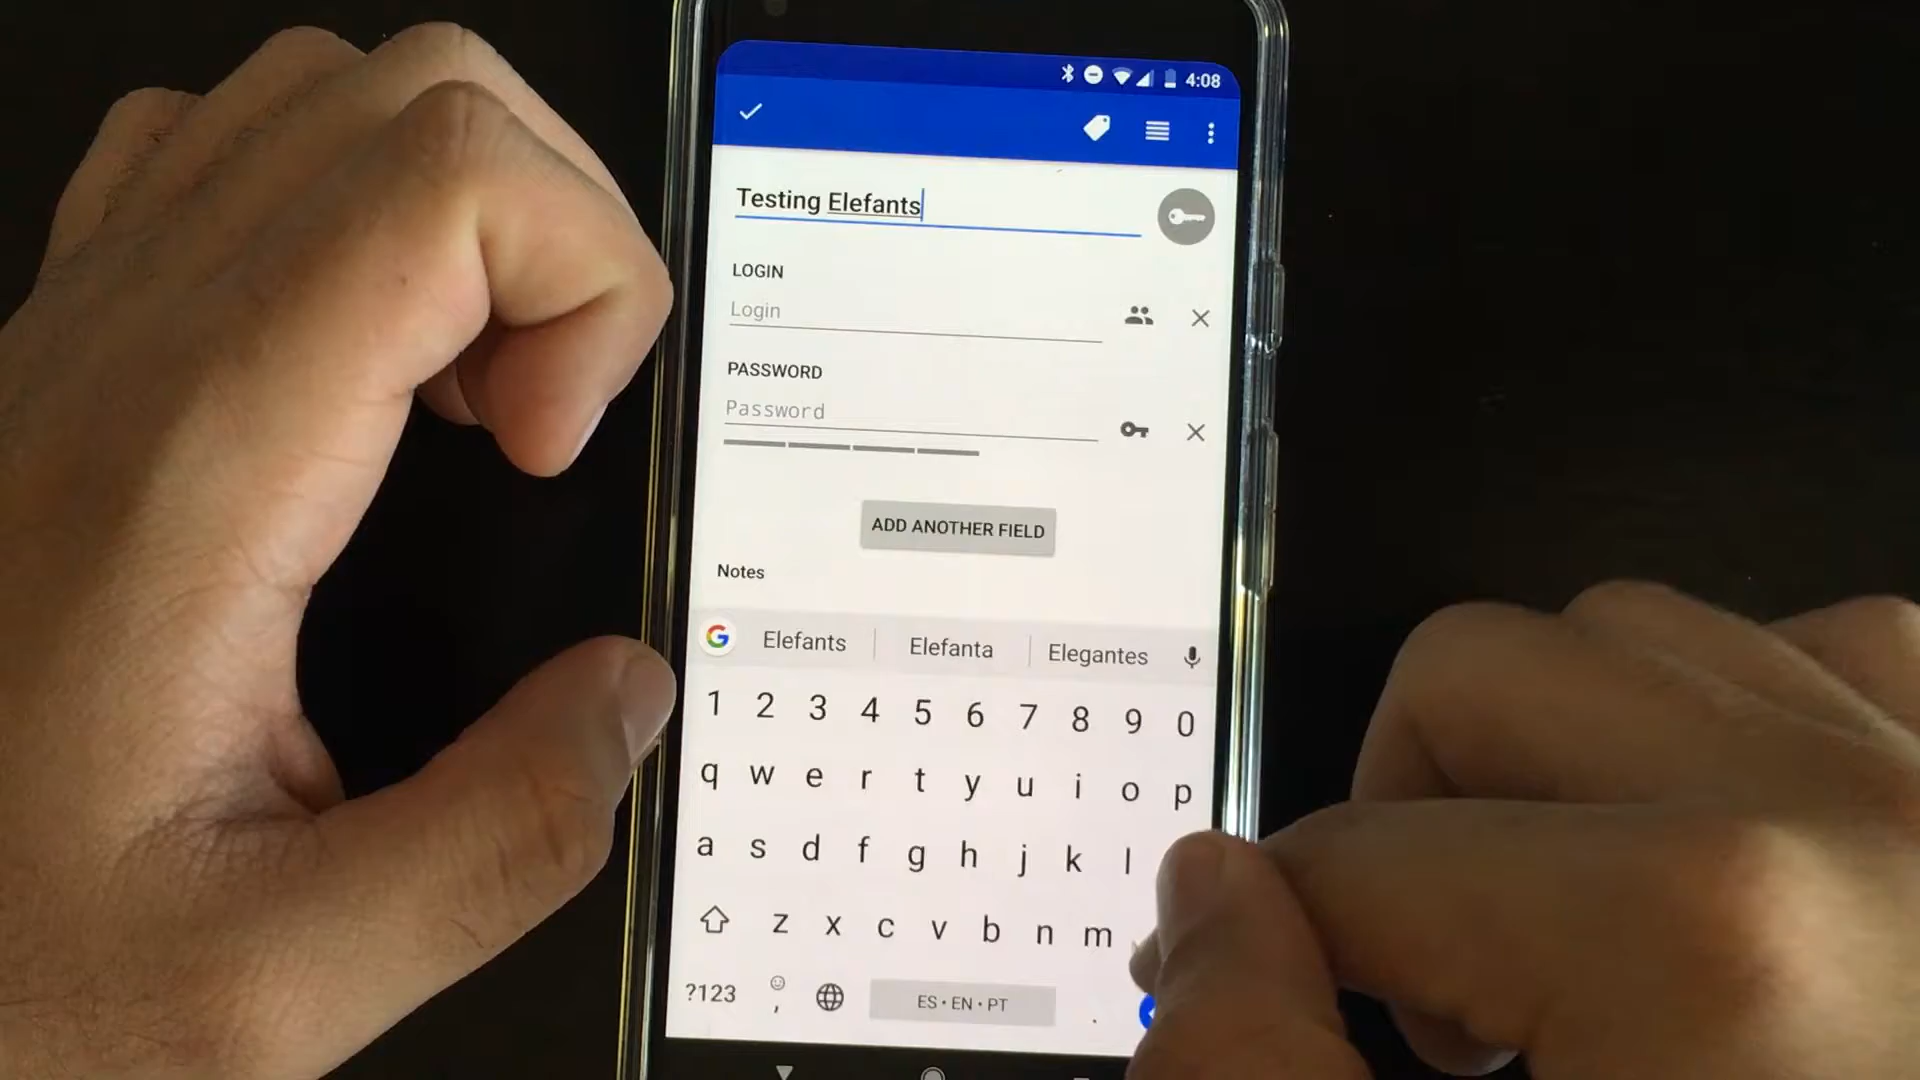 4:08
Testing Elefants
LOGIN
Login
PASSWORD
Password
ADD ANOTHER FIELD
Notes
G Elefants Elefanta Elegantes
1 2 3 4 5 6 7 8 9 0
q w e r t y u i o p
a s d f g h j k l
z x c v b n m
?123 , ES • EN • PT .